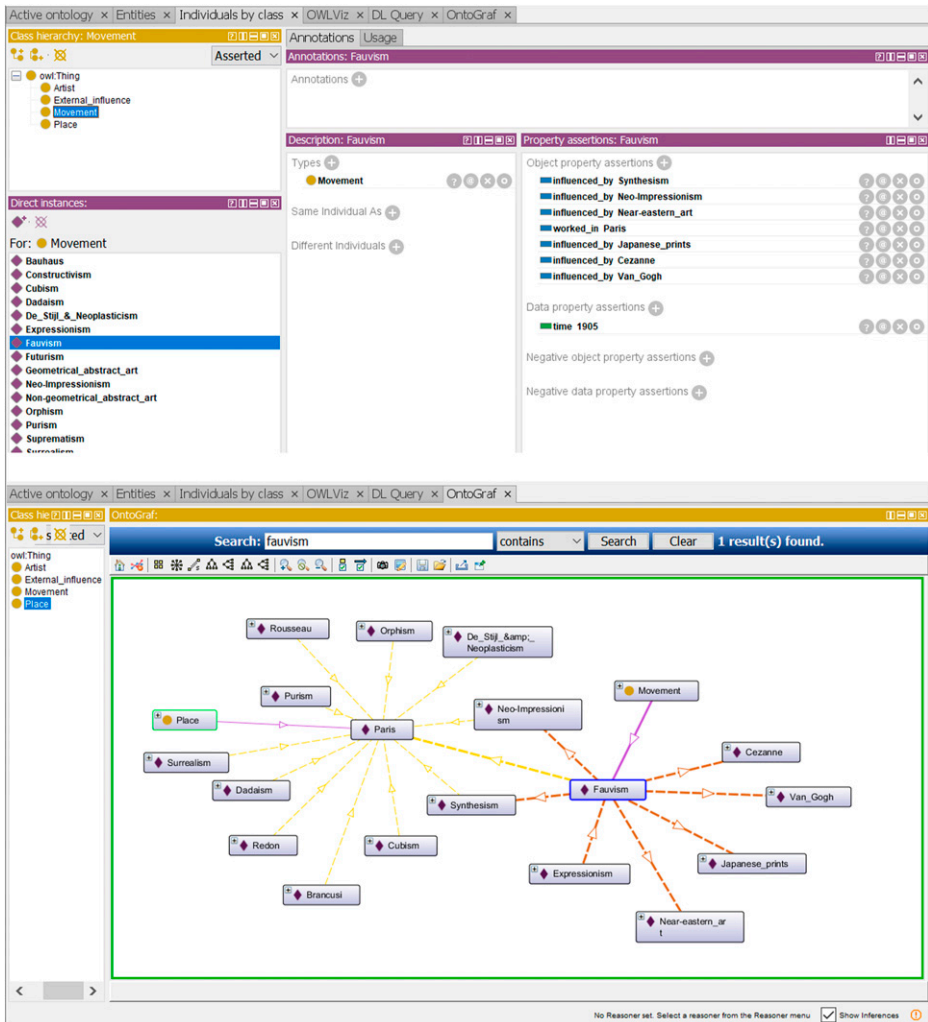 Active ontology × Entities × Individuals by class × OWLViz × DL Query × OntoGraf ×
Class hierarchy: Movement
Asserted
owl:Thing
Artist
External_influence
Movement
Place
Direct instances:
For: Movement
Bauhaus
Constructivism
Cubism
Dadaism
De_Stijl_&_Neoplasticism
Expressionism
Fauvism
Futurism
Geometrical_abstract_art
Neo-Impressionism
Non-geometrical_abstract_art
Orphism
Purism
Suprematism
Surrealism
Annotations Usage
Annotations: Fauvism
Annotations
Description: Fauvism
Types
Movement
Same Individual As
Different Individuals
Property assertions: Fauvism
Object property assertions
influenced_by Synthesism
influenced_by Neo-Impressionism
influenced_by Near-eastern_art
worked_in Paris
influenced_by Japanese_prints
influenced_by Cezanne
influenced_by Van_Gogh
Data property assertions
time 1905
Negative object property assertions
Negative data property assertions
Active ontology × Entities × Individuals by class × OWLViz × DL Query × OntoGraf ×
Class hie
s ed
owl:Thing
Artist
External_influence
Movement
Place
OntoGraf:
Search: fauvism contains Search Clear 1 result(s) found.
Rousseau
Orphism
De_Stijl_&amp;_
Neoplasticism
Purism
Neo-Impressioni
sm
Movement
Place
Paris
Surrealism
Cezanne
Dadaism
Synthesism
Fauvism
Van_Gogh
Redon
Cubism
Japanese_prints
Brancusi
Expressionism
Near-eastern_ar
t
No Reasoner set. Select a reasoner from the Reasoner menu Show Inferences